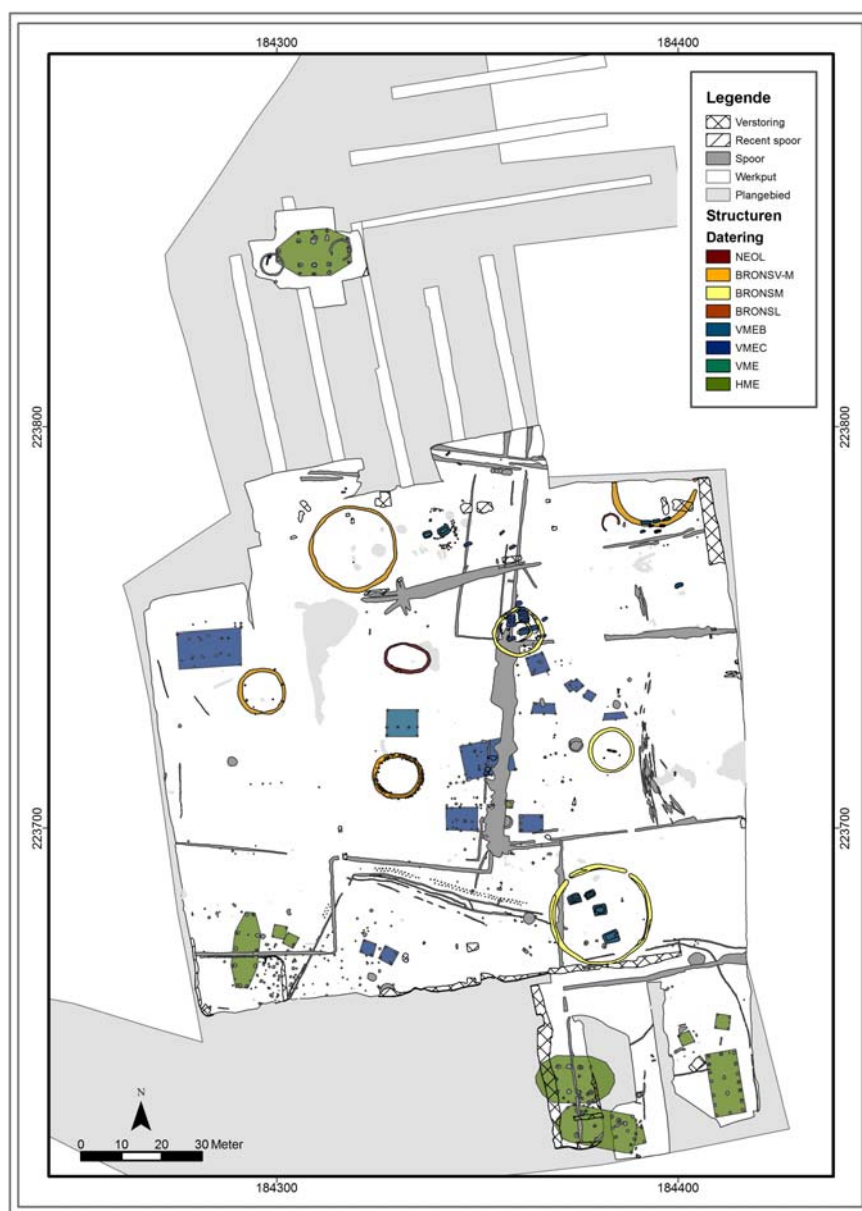 184300 184400
Legende
Verstoring
Recent spoor
Spoor
Werkput
Plangebied
Structuren
Datering
NEOL
BRONSV-M
BRONSM
BRONSL
VMEB
VMEC
VME
HME
223800 223800
223700 223700
N
0 10 20 30 Meter
184300 184400